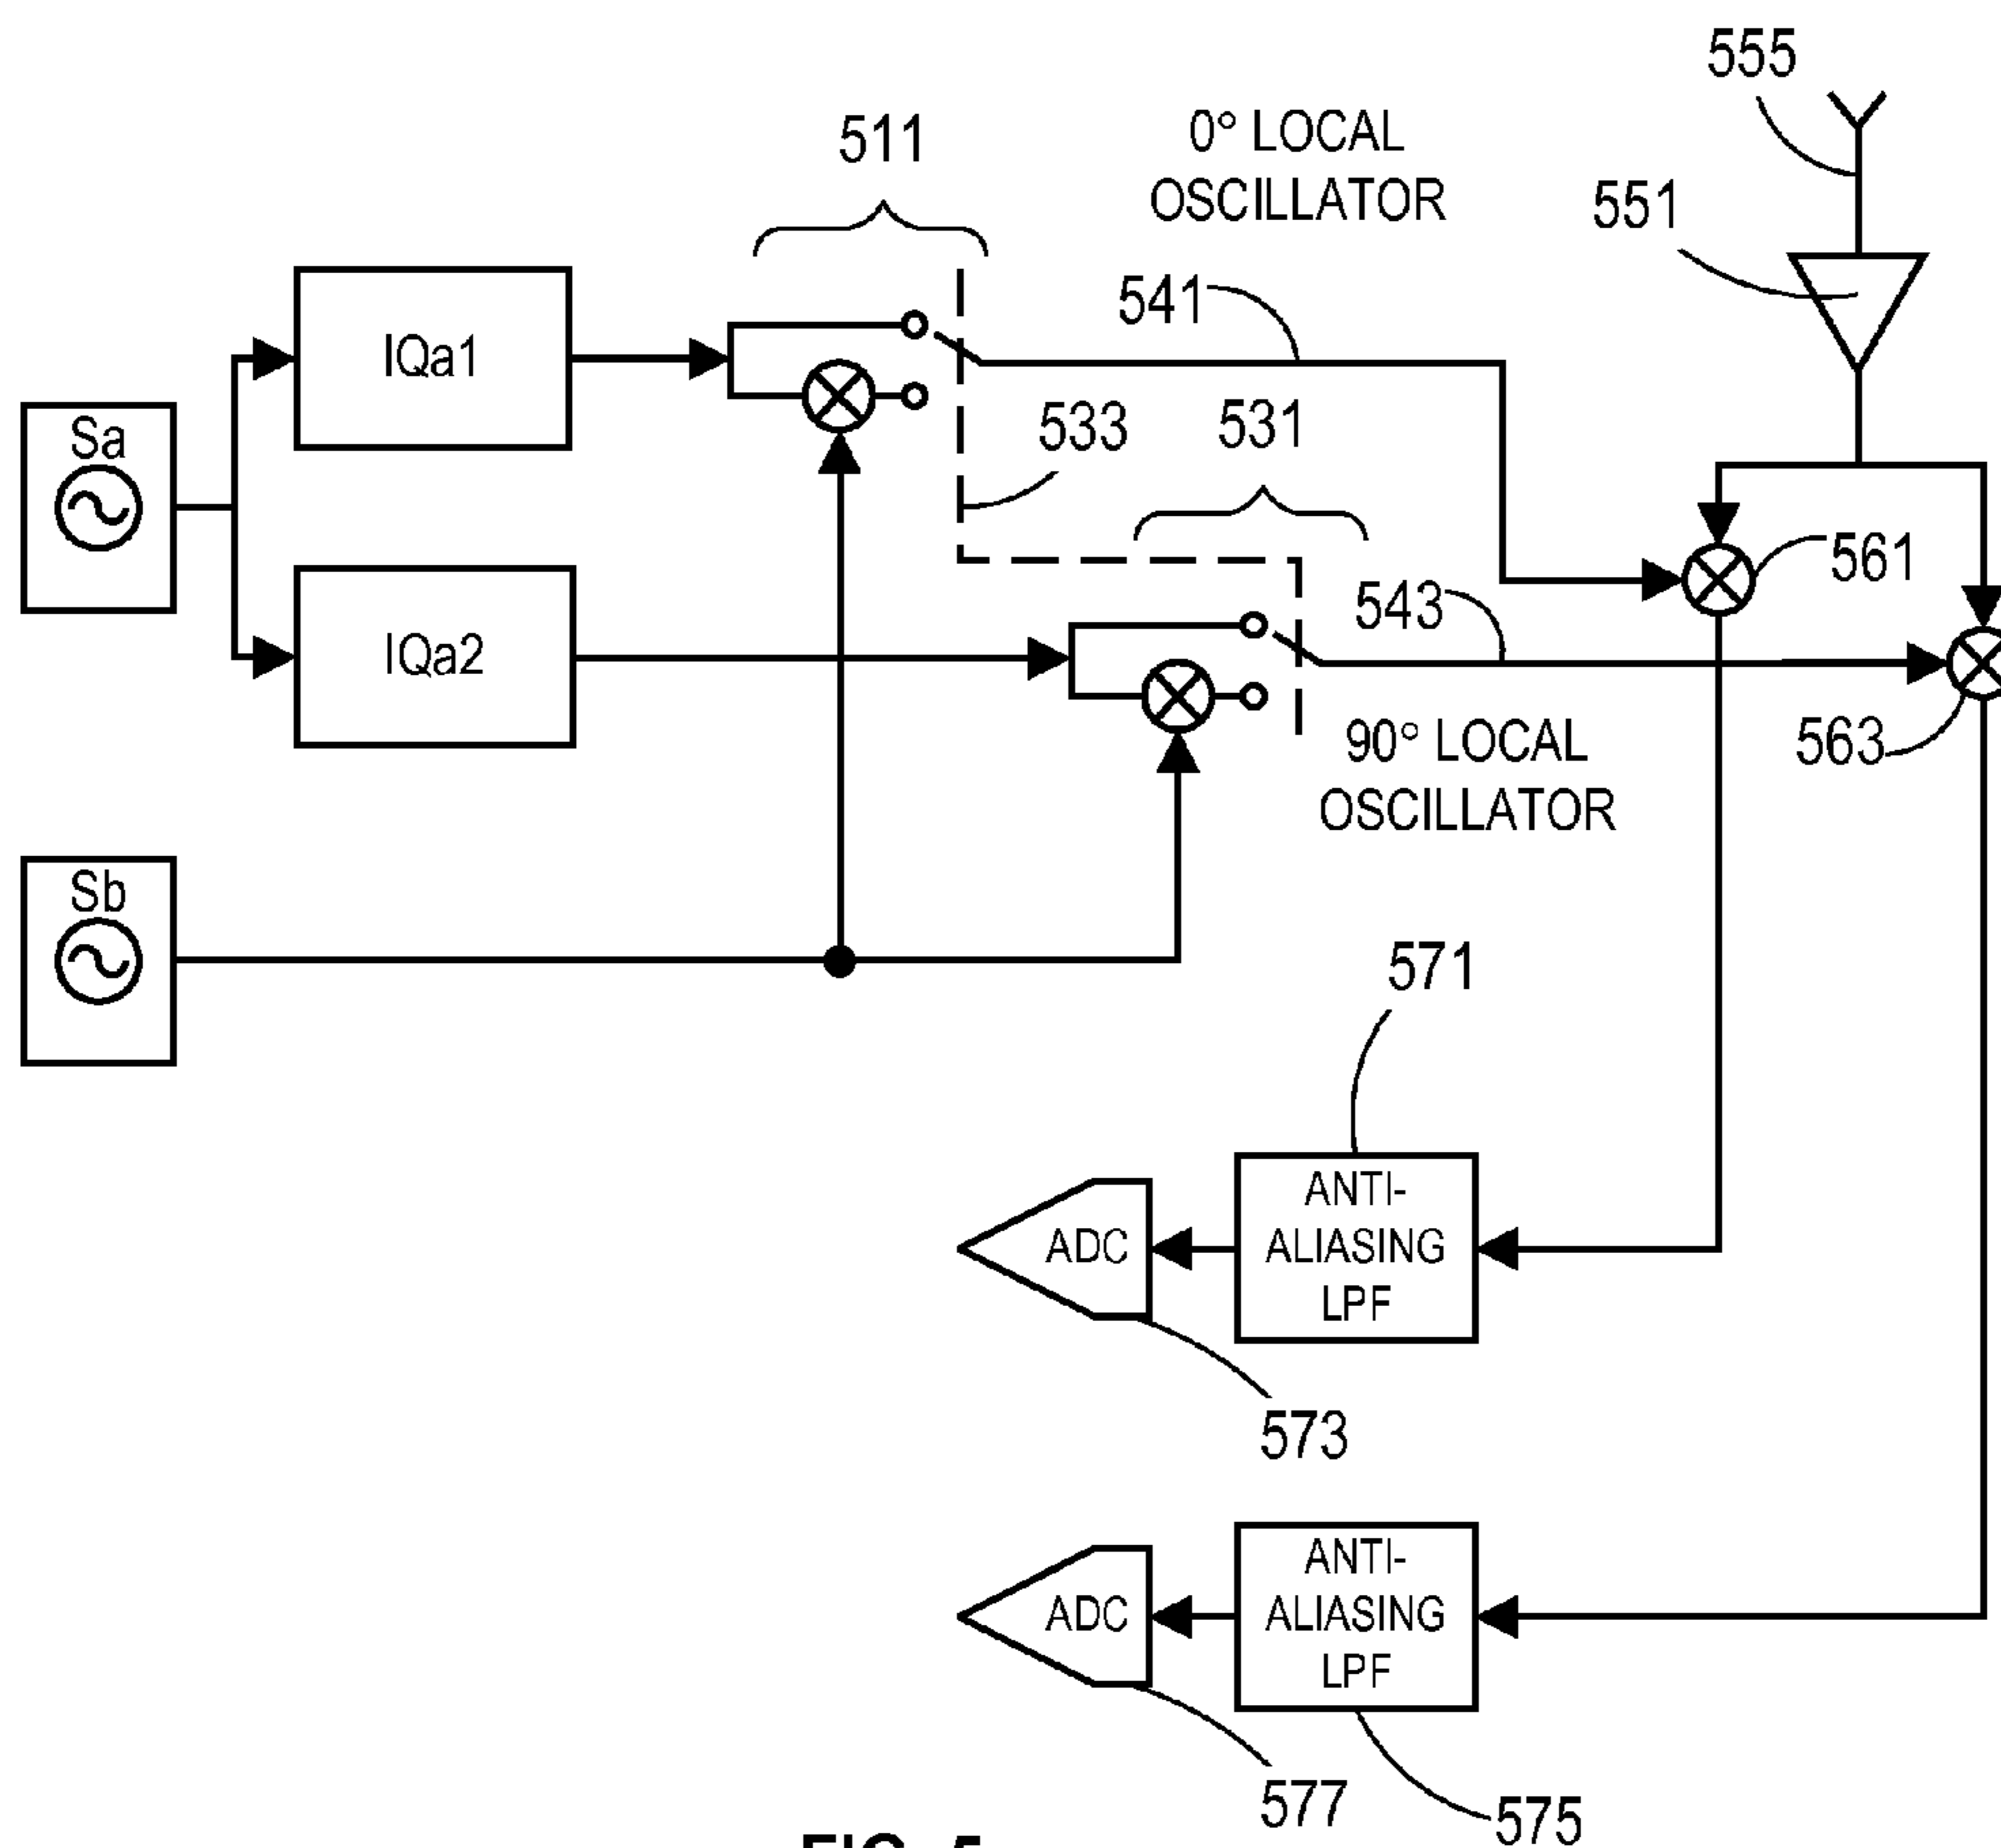 555
511
0° LOCAL
OSCILLATOR
551
541
IQa1
533
531
Sa
561
543
IQa2
563
90° LOCAL
OSCILLATOR
Sb
571
ANTI-
ALIASING
LPF
ADC
573
ANTI-
ALIASING
LPF
ADC
577
575